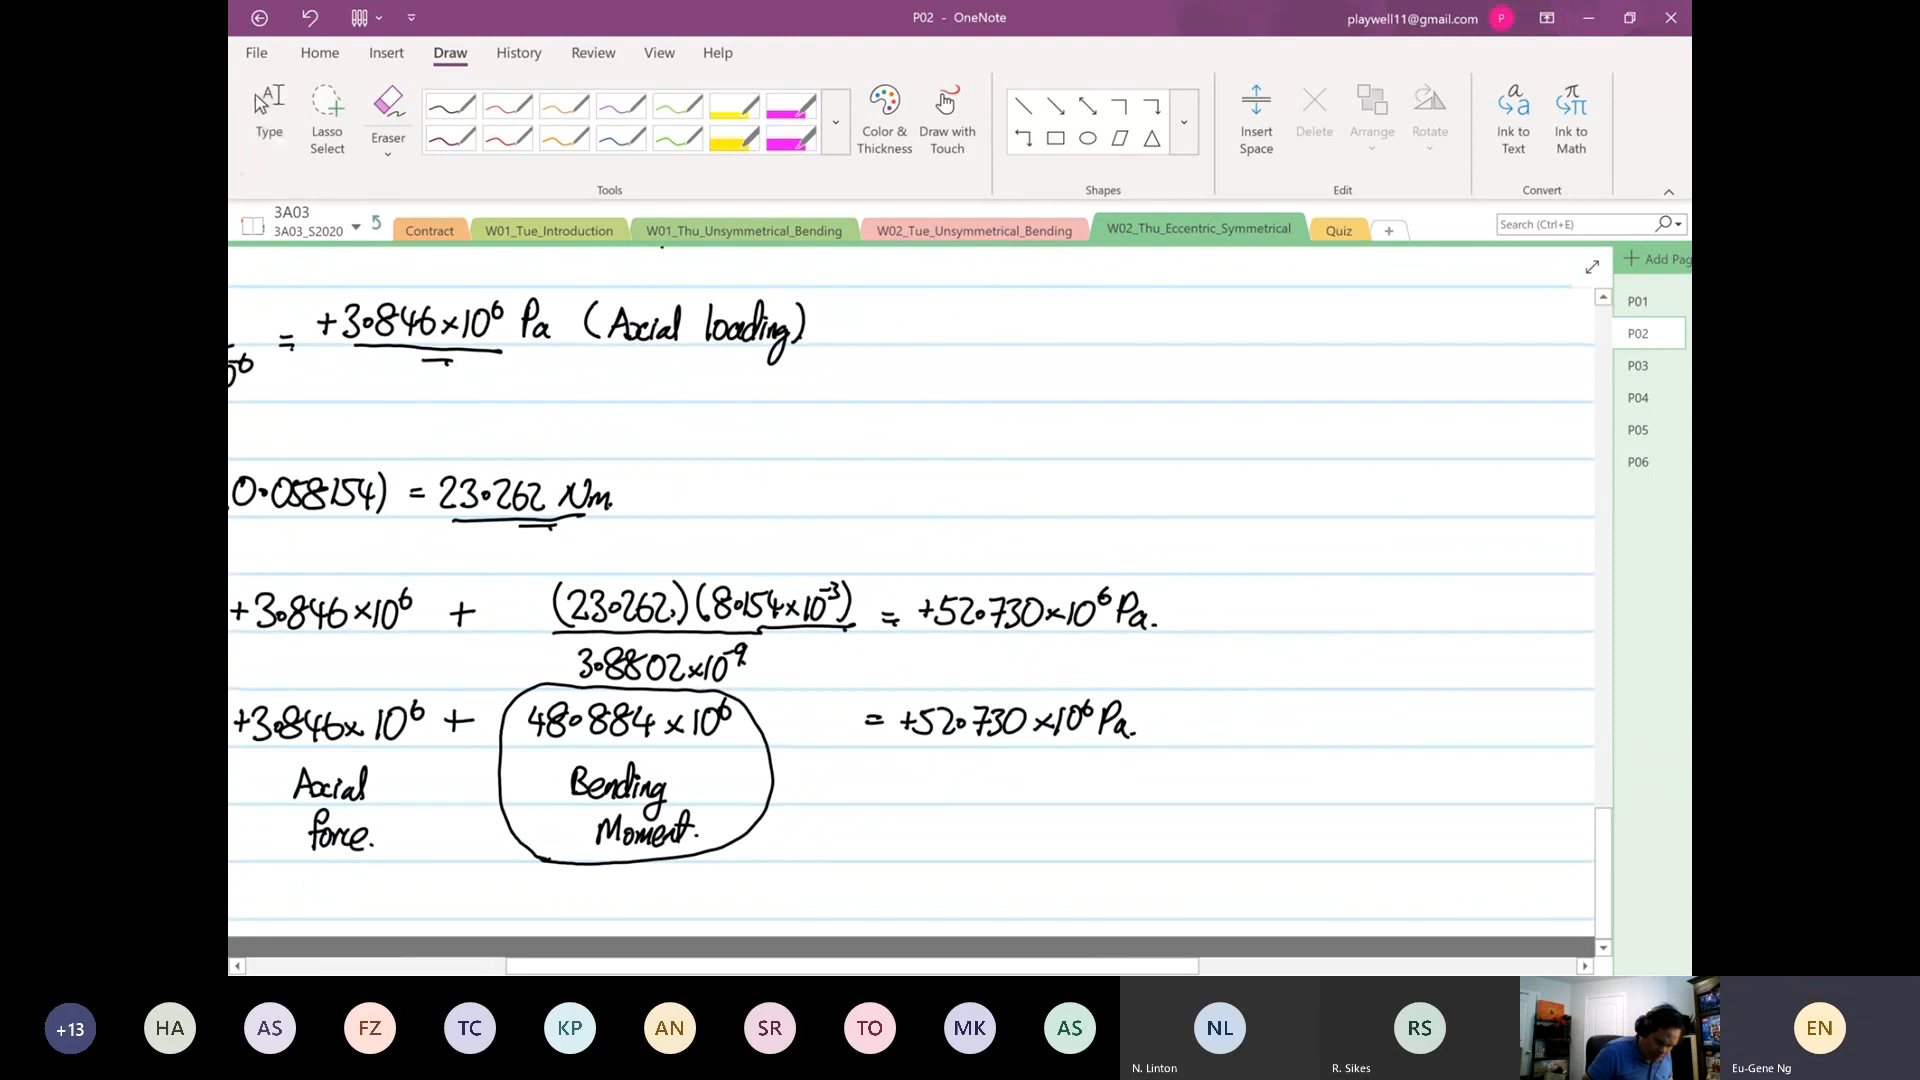 P02 - OneNote
playwell11@gmail.com
P
File Home Insert Draw History Review View Help
Type
Lasso Select
Eraser
Color & Thickness
Draw with Touch
Insert Space
Delete
Arrange
Rotate
Ink to Text
Ink to Math
Tools
Shapes
Edit
Convert
3A03
3A03_S2020
Contract
W01_Tue_Introduction
W01_Thu_Unsymmetrical_Bending
W02_Tue_Unsymmetrical_Bending
W02_Thu_Eccentric_Symmetrical
Quiz
+
Search (Ctrl+E)
Add Pag
P01
P02
P03
P04
P05
P06
= +3.846×10⁶ Pa (Axial loading)
0.058154) = 23.262 Nm.
+3.846×10⁶ + (23.262)(8.154×10⁻³) = +52.730×10⁶ Pa.
3.8802×10⁻⁹
+3.846×10⁶ + 48.884×10⁶ = +52.730×10⁶ Pa.
Axial Bending
force. Moment.
+13
HA
AS
FZ
TC
KP
AN
SR
TO
MK
AS
NL
N. Linton
RS
R. Sikes
EN
Eu-Gene Ng